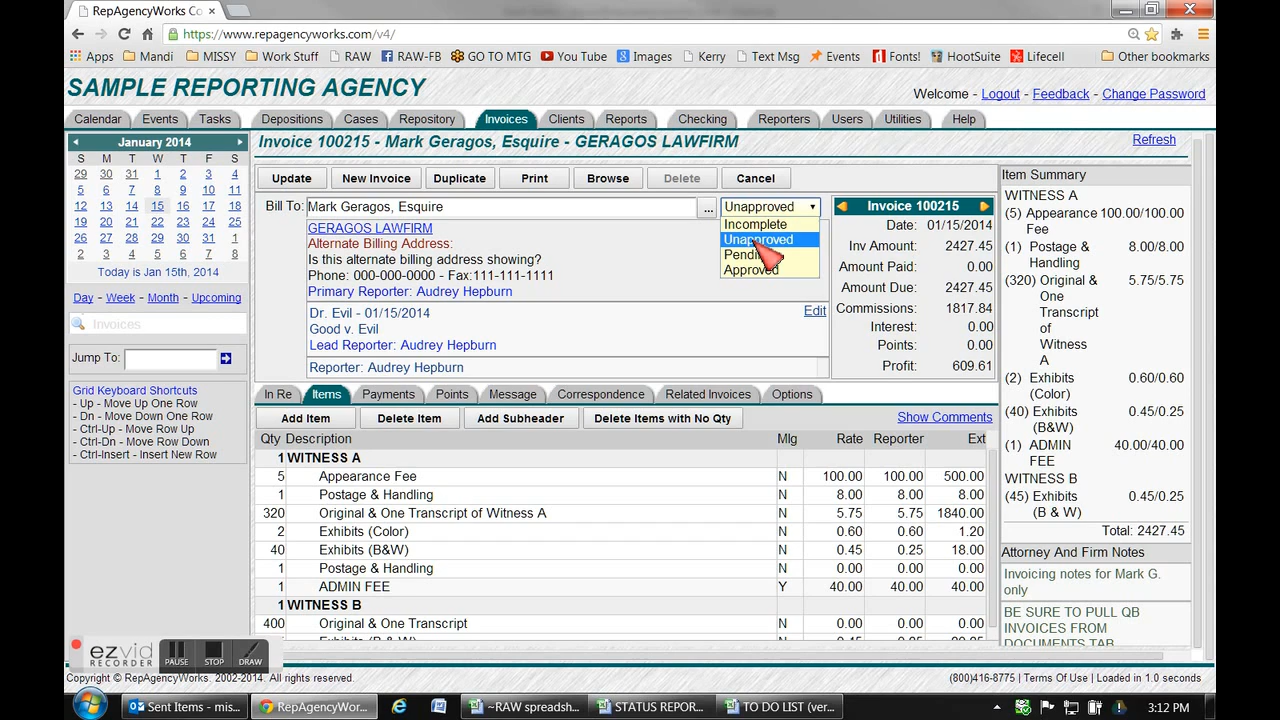 RepAgencyWorks Co
https://www.repagencyworks.com/v4/
Apps Mandi MISSY Work Stuff RAW RAW-FB GO TO MTG You Tube Images Kerry Text Msg Events Fonts! HootSuite Lifecell Other bookmarks
SAMPLE REPORTING AGENCY
Welcome - Logout - Feedback - Change Password
Calendar Events Tasks Depositions Cases Repository Invoices Clients Reports Checking Reporters Users Utilities Help
January 2014
S M T W T F S
29 30 31 1 2 3 4
5 6 7 8 9 10 11
12 13 14 15 16 17 18
19 20 21 22 23 24 25
26 27 28 29 30 31 1
2 3 4 5 6 7 8
Today is Jan 15th, 2014
Day - Week - Month - Upcoming
Invoices
Jump To:
Grid Keyboard Shortcuts
- Up - Move Up One Row
- Dn - Move Down One Row
- Ctrl-Up - Move Row Up
- Ctrl-Dn - Move Row Down
- Ctrl-Insert - Insert New Row
Invoice 100215 - Mark Geragos, Esquire - GERAGOS LAWFIRM
Refresh
Update New Invoice Duplicate Print Browse Delete Cancel
Bill To: Mark Geragos, Esquire ... Unapproved
Incomplete
Unapproved
Approved
GERAGOS LAWFIRM
Alternate Billing Address:
Is this alternate billing address showing?
Phone: 000-000-0000 - Fax:111-111-1111
Primary Reporter: Audrey Hepburn
Dr. Evil - 01/15/2014 Edit
Good v. Evil
Lead Reporter: Audrey Hepburn
Reporter: Audrey Hepburn
Invoice 100215
Date: 01/15/2014
Inv Amount: 2427.45
Amount Paid: 0.00
Amount Due: 2427.45
Commissions: 1817.84
Interest: 0.00
Points: 0.00
Profit: 609.61
In Re Items Payments Points Message Correspondence Related Invoices Options
Add Item Delete Item Add Subheader Delete Items with No Qty Show Comments
Qty Description Mlg Rate Reporter Ext
1 WITNESS A
5 Appearance Fee N 100.00 100.00 500.00
1 Postage & Handling N 8.00 8.00 8.00
320 Original & One Transcript of Witness A N 5.75 5.75 1840.00
2 Exhibits (Color) N 0.60 0.60 1.20
40 Exhibits (B&W) N 0.45 0.25 18.00
1 Postage & Handling N 0.00 0.00 0.00
1 ADMIN FEE Y 40.00 40.00 40.00
1 WITNESS B
400 Original & One Transcript N 0.00 0.00 0.00
Item Summary
WITNESS A
(5) Appearance 100.00/100.00
Fee
(1) Postage & 8.00/8.00
Handling
(320) Original & 5.75/5.75
One
Transcript
of
Witness
A
(2) Exhibits 0.60/0.60
(Color)
(40) Exhibits 0.45/0.25
(B&W)
(1) ADMIN 40.00/40.00
FEE
WITNESS B
(45) Exhibits 0.45/0.25
(B & W)
Total: 2427.45
Attorney And Firm Notes
Invoicing notes for Mark G.
only
BE SURE TO PULL QB
INVOICES FROM
DOCUMENTS TAB
ezvid
RECORDER
PAUSE STOP DRAW
Copyright © RepAgencyWorks. 2002-2014. All rights reserved.
(800)416-8775 | Terms Of Use | Loaded in 1.0 seconds
Sent Items - mis... RepAgencyWorks ... ~RAW spreadsh... STATUS REPOR... TO DO LIST (ver... 3:12 PM